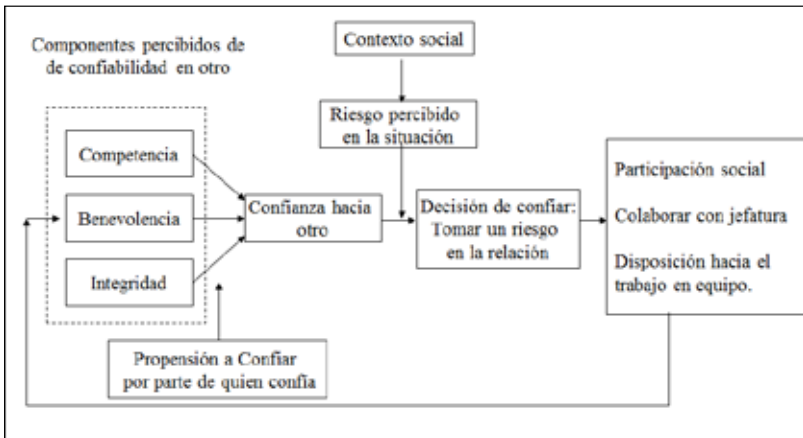 Componentes percibidos de
de confiabilidad en otro
Contexto social
Riesgo percibido
en la situación
Competencia
Benevolencia
Integridad
Confianza hacia
otro
Decisión de confiar:
Tomar un riesgo
en la relación
Participación social
Colaborar con jefatura
Disposición hacia el
trabajo en equipo.
Propensión a Confiar
por parte de quien confía